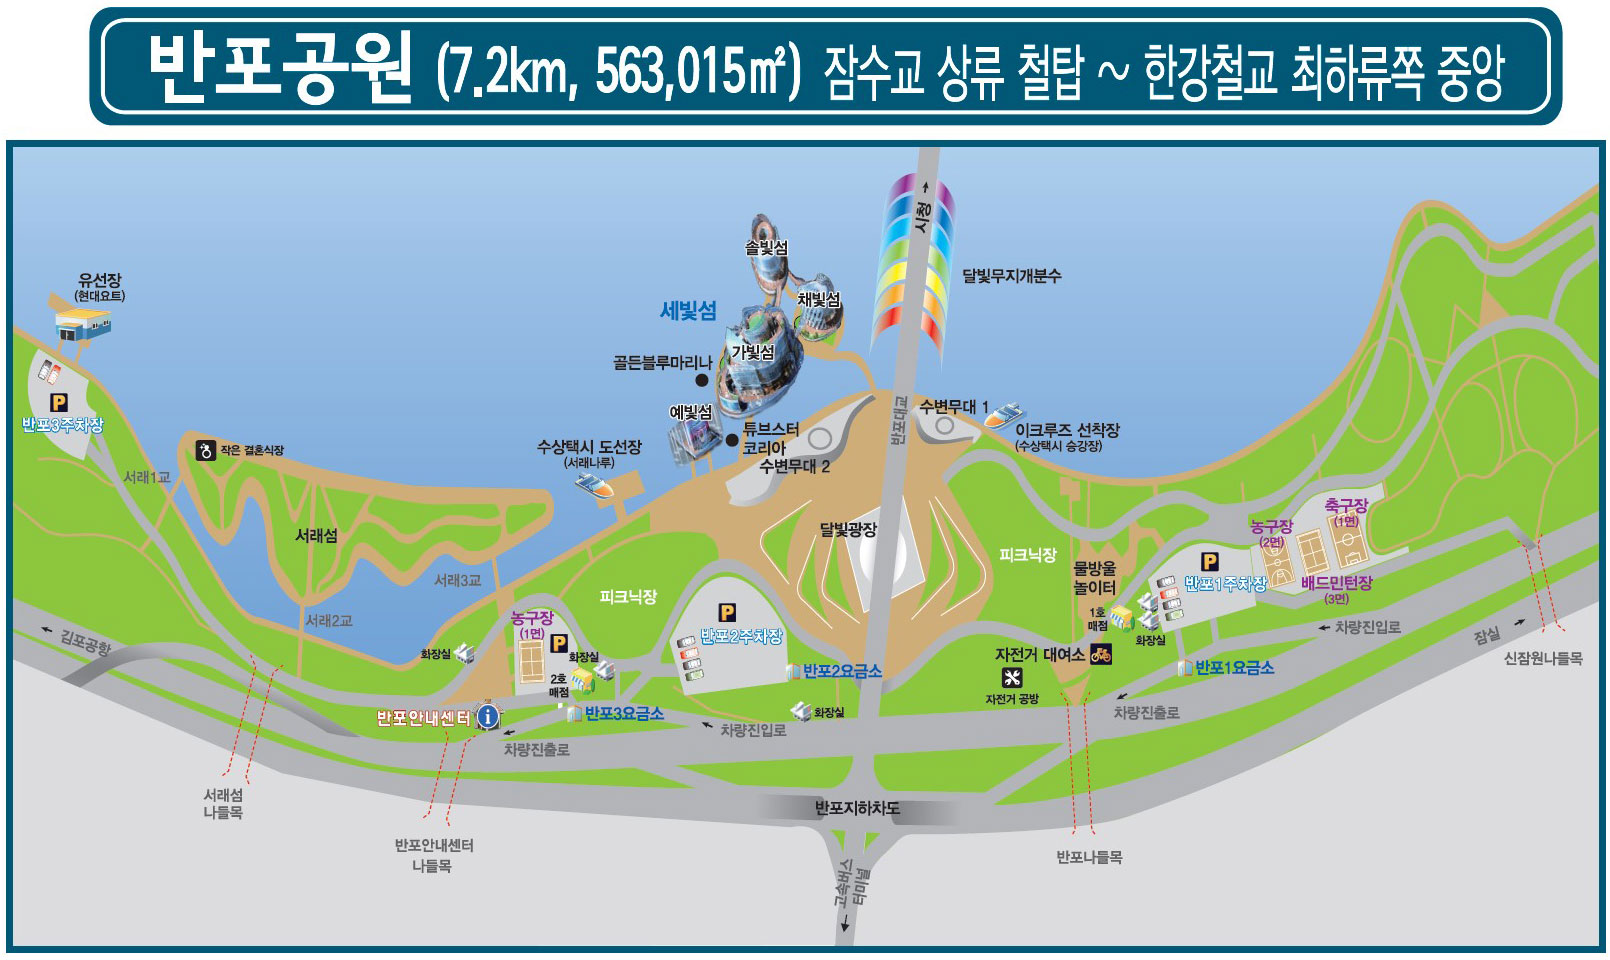 반포공원 (7.2km, 563,015㎡) 잠수교 상류 철탑 ~ 한강철교 최하류쪽 중앙
시청
솔빛섬
달빛무지개분수
유선장
(현대요트)
채빛섬
세빛섬
가빛섬
골든블루마리나
P
반포3주차장
예빛섬
반포대교
수변무대 1
튜브스터
코리아
이크루즈 선착장
(수상택시 승강장)
작은 결혼식장
수상택시 도선장
(서래나루)
수변무대 2
서래1교
서래섬
달빛광장
축구장
(1면)
농구장
(2면)
피크닉장
물방울
놀이터
P
반포1주차장
배드민턴장
(3면)
서래3교
피크닉장
서래2교
농구장
(1면)
P
반포2주차장
1호
매점
화장실
차량진입로
잠실
김포공항
화장실
P
화장실
자전거 대여소
신잠원나들목
2호
매점
반포2요금소
반포1요금소
자전거 공방
반포안내센터
i
반포3요금소
화장실
차량진출로
차량진입로
차량진출로
서래섬
나들목
반포지하차도
반포안내센터
나들목
반포나들목
고속버스
터미널